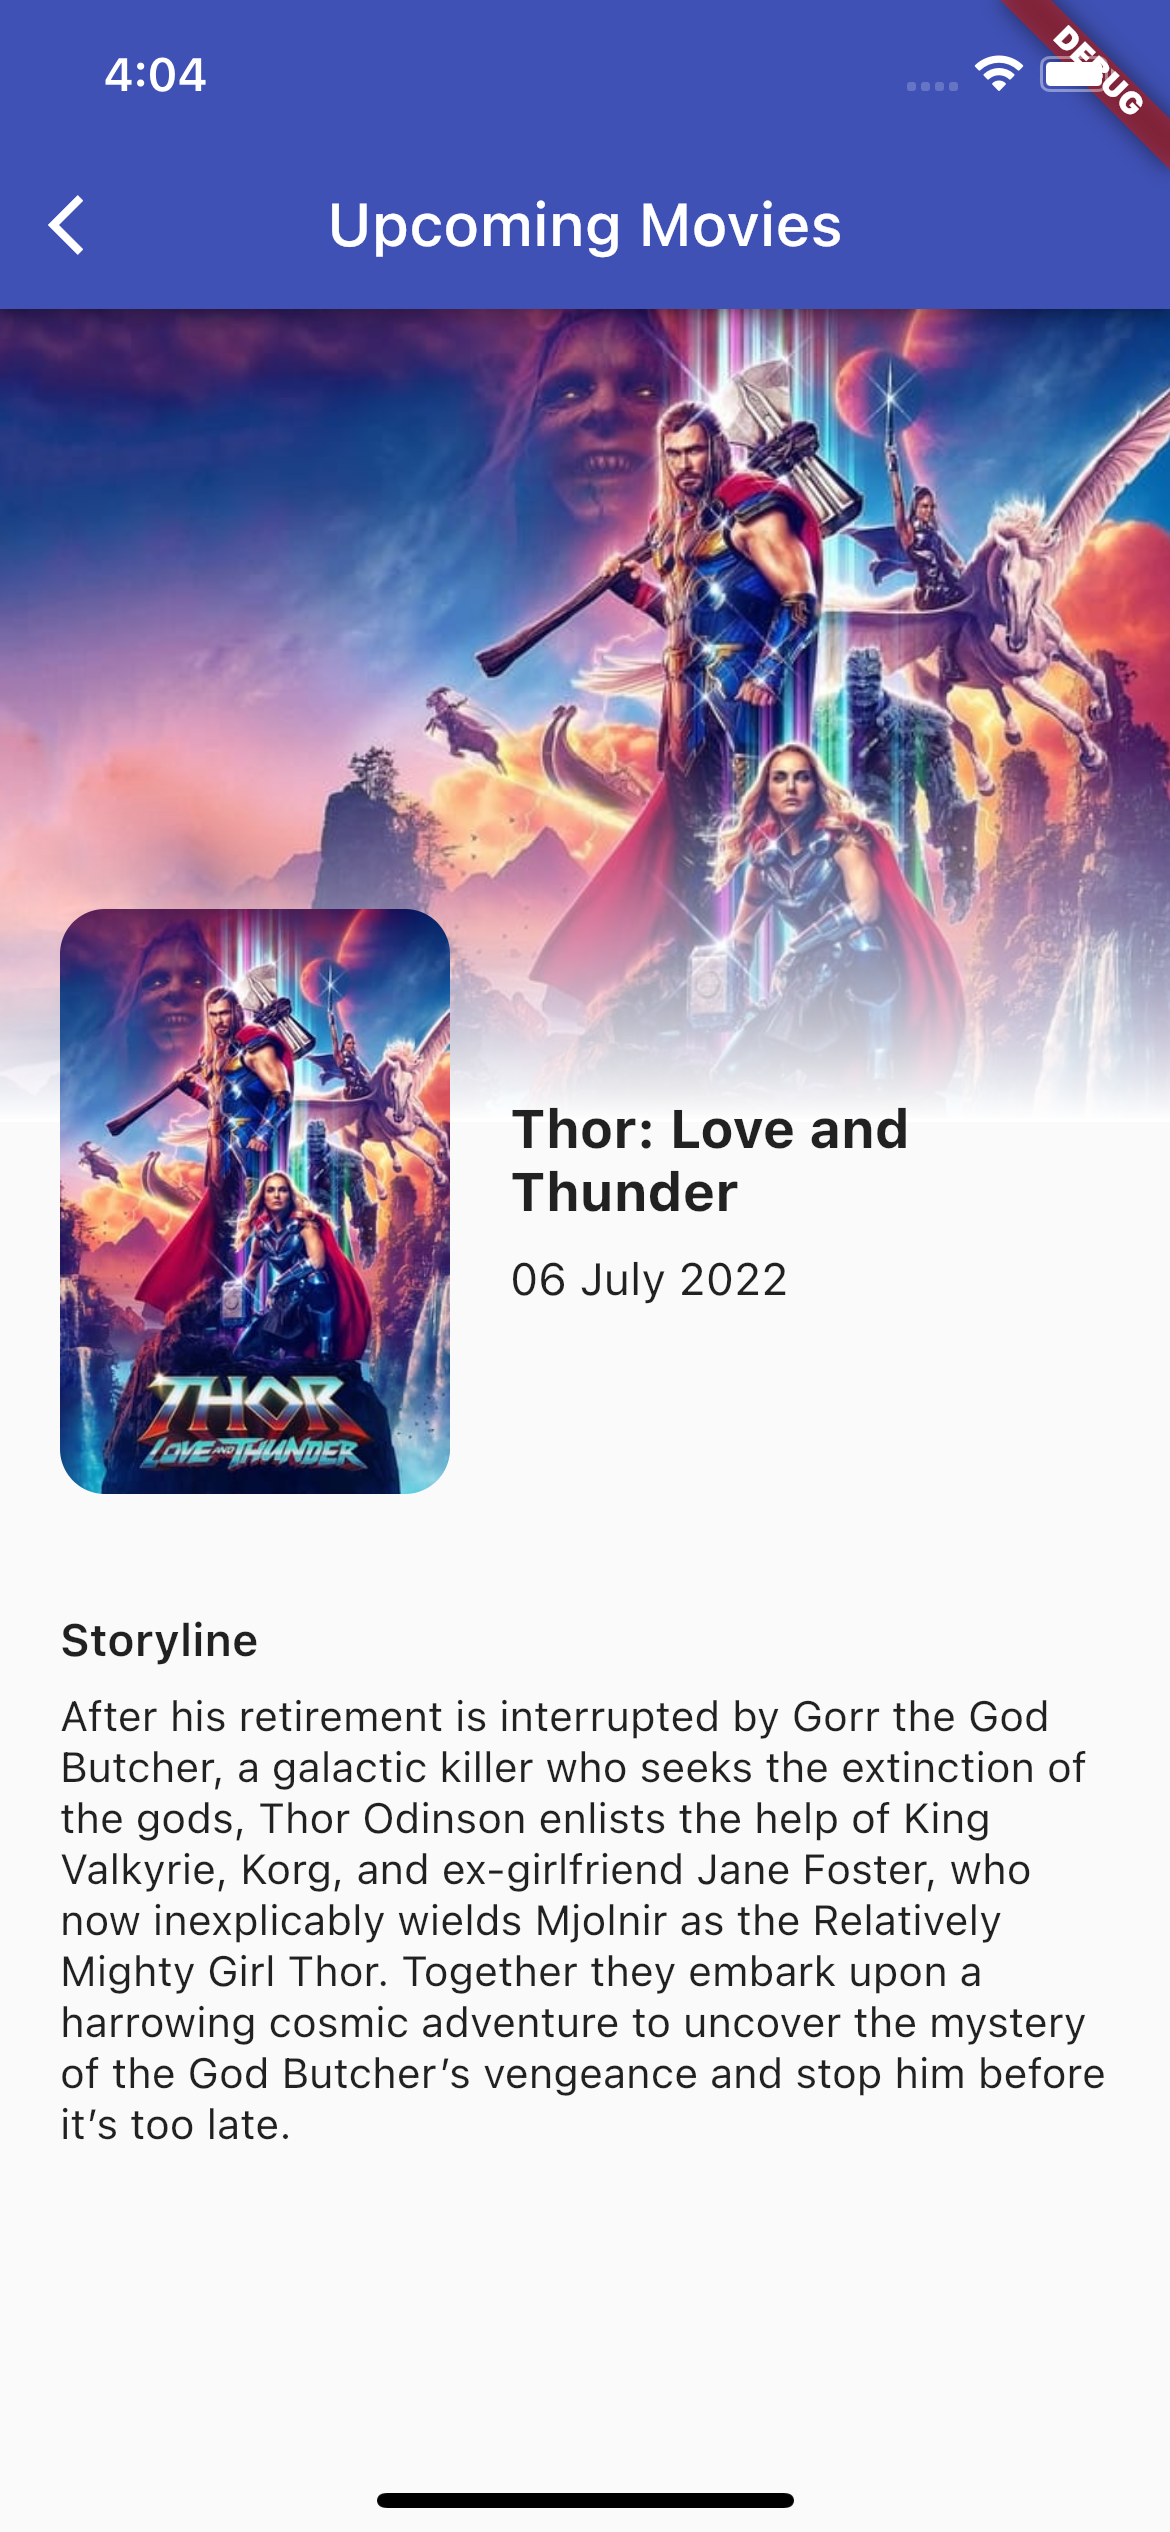 4:04
DEBUG
Upcoming Movies
Thor: Love and
Thunder
06 July 2022
THOR
LOVE AND THUNDER
Storyline
After his retirement is interrupted by Gorr the God
Butcher, a galactic killer who seeks the extinction of
the gods, Thor Odinson enlists the help of King
Valkyrie, Korg, and ex-girlfriend Jane Foster, who
now inexplicably wields Mjolnir as the Relatively
Mighty Girl Thor. Together they embark upon a
harrowing cosmic adventure to uncover the mystery
of the God Butcher’s vengeance and stop him before
it’s too late.